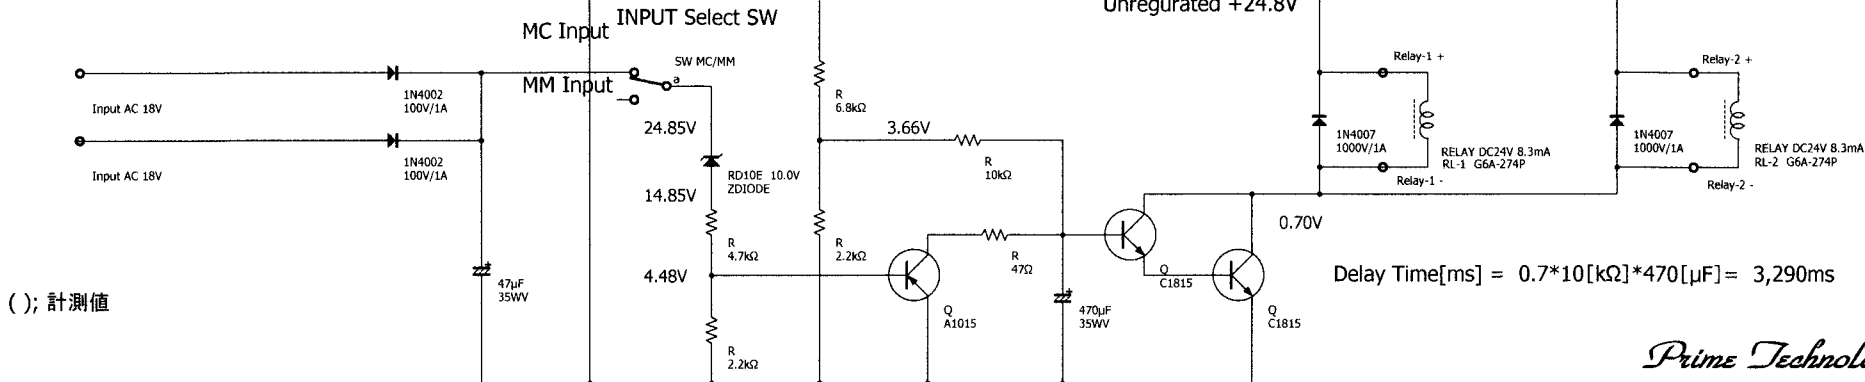 Unregurated +24.8V
INPUT Select SW
MC Input
SW MC/MM
a
MM Input
Input AC 18V
1N4002
100V/1A
Input AC 18V
1N4002
100V/1A
47μF
35WV
( ); 計測値
24.85V
RD10E 10.0V
ZDIODE
14.85V
R
4.7kΩ
4.48V
R
2.2kΩ
R
6.8kΩ
3.66V
R
10kΩ
R
2.2kΩ
R
47Ω
Q
A1015
470μF
35WV
Q
C1815
Q
C1815
0.70V
Relay-1 +
1N4007
1000V/1A
RELAY DC24V 8.3mA
RL-1 G6A-274P
Relay-1 -
Relay-2 +
1N4007
1000V/1A
RELAY DC24V 8.3mA
RL-2 G6A-274P
Relay-2 -
Delay Time[ms] = 0.7*10[kΩ]*470[μF]= 3,290ms
Prime Technolo